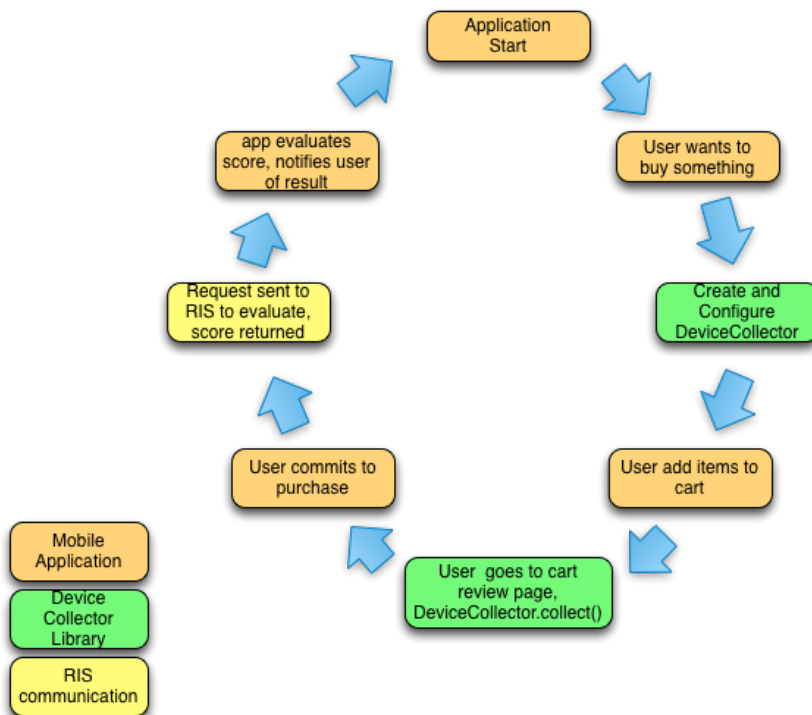 Application
Start
User wants to
buy something
Create and
Configure
DeviceCollector
User add items to
cart
User goes to cart
review page,
DeviceCollector.collect()
User commits to
purchase
Request sent to
RIS to evaluate,
score returned
app evaluates
score, notifies user
of result
Mobile
Application
Device
Collector
Library
RIS
communication